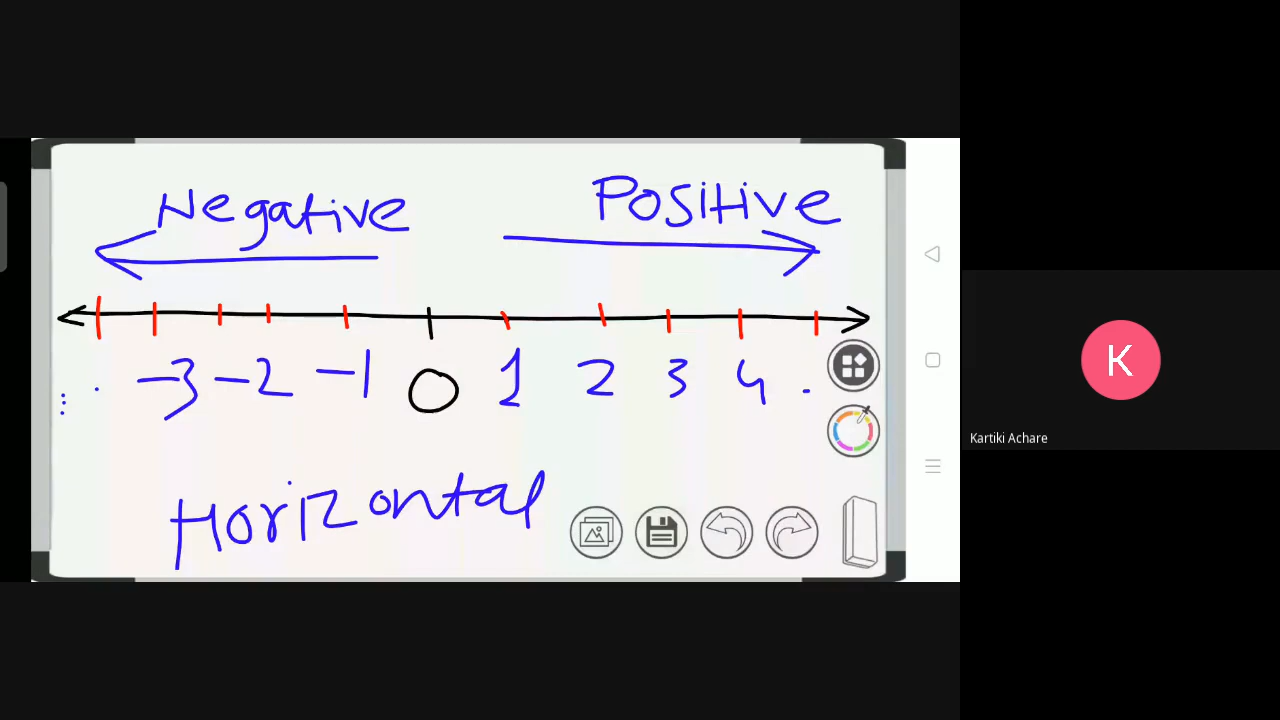 Negative Positive
-3 -2 -1 0 1 2 3 4 .
Horizontal
K
Kartiki Achare